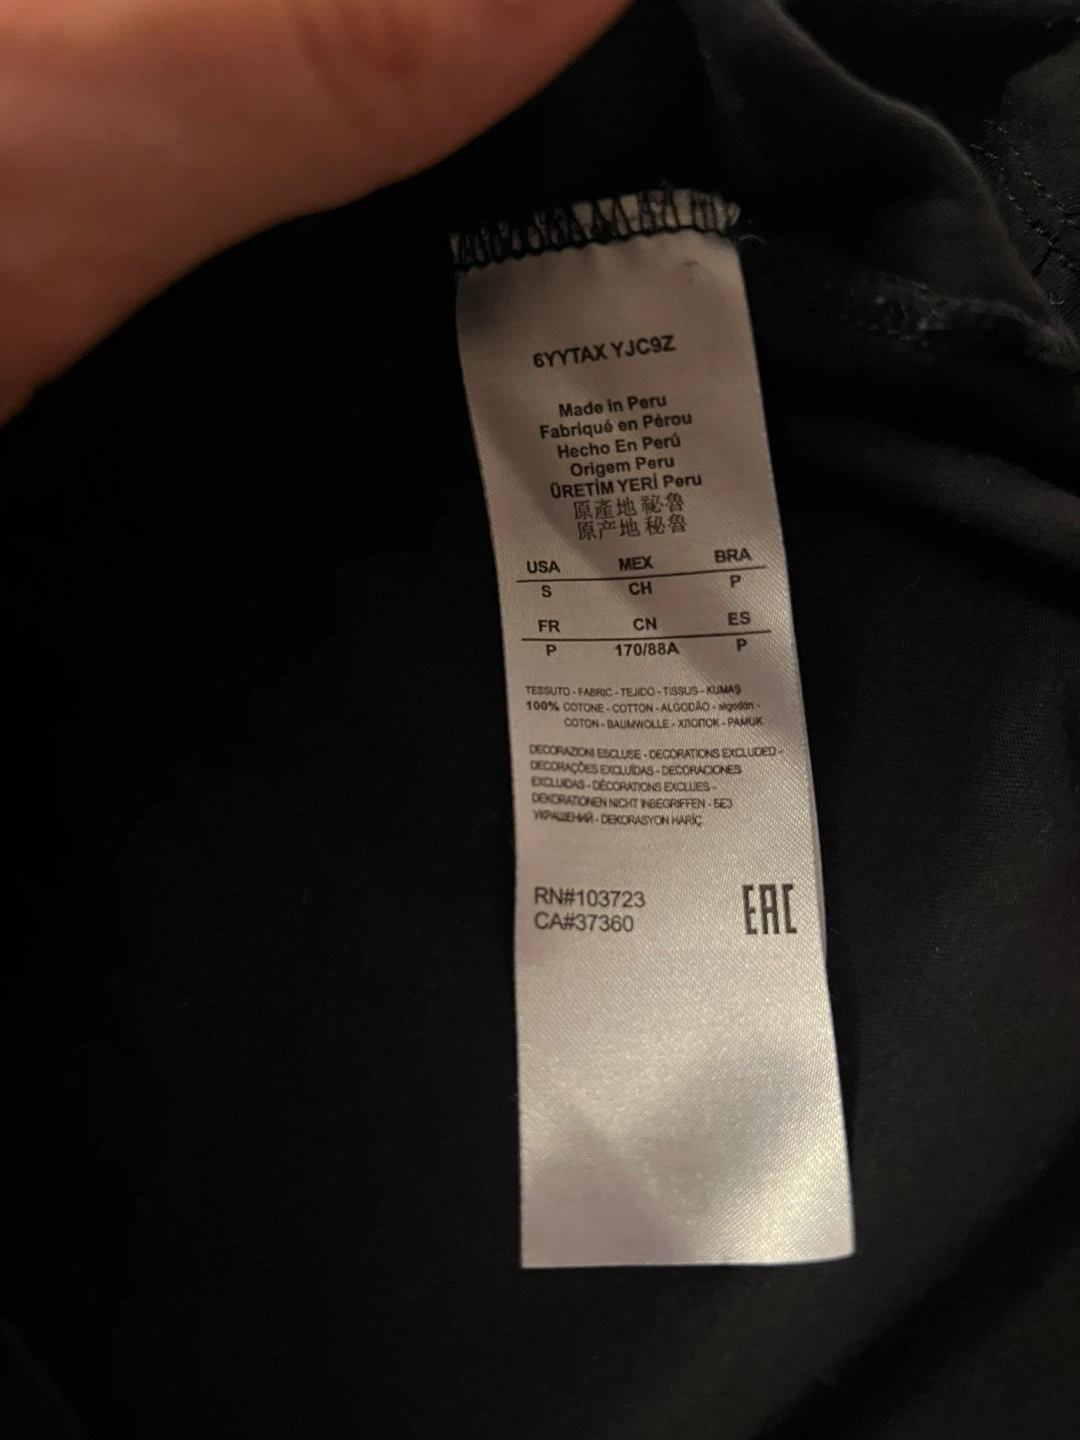 6YYTAX YJC9Z
Made in Peru
Fabriqué en Pérou
Hecho En Perú
Origem Peru
ÜRETİM YERİ Peru
原產地 秘魯
原产地 秘魯
USA MEX BRA
S CH P
FR CN ES
P 170/88A P
TESSUTO - FABRIC - TEJIDO - TISSUS - KUMAŞ
100% COTONE - COTTON - ALGODÃO - algodón -
COTON - BAUMWOLLE - ХЛОПОК - PAMUK
DECORAZIONI ESCLUSE - DECORATIONS EXCLUDED -
DECORAÇÕES EXCLUÍDAS - DECORACIONES
EXCLUIDAS - DÉCORATIONS EXCLUES -
DEKORATIONEN NICHT INBEGRIFFEN - БЕЗ
УКРАШЕНИЙ - DEKORASYON HARİÇ
RN#103723
CA#37360
EAC